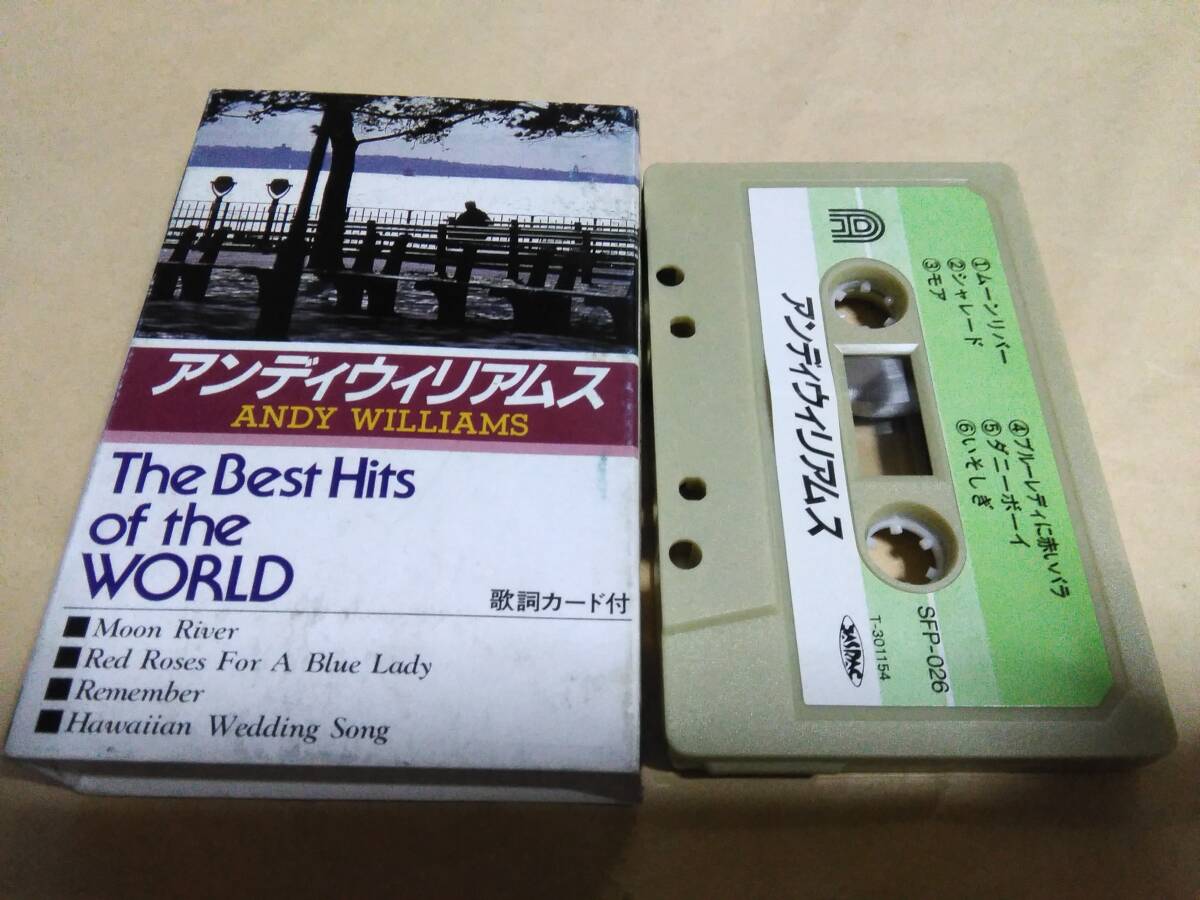 アンディウィリアムス
ANDY WILLIAMS
The Best Hits
of the
WORLD
歌詞カード付
■Moon River
■Red Roses For A Blue Lady
■Remember
■Hawaiian Wedding Song
アンディウィリアムス
①ムーンリバー
②シャレード
③モア
④ブルーレディに赤いバラ
⑤ダニーボーイ
⑥いそしぎ
SFP-026
T-301154
JASRAC